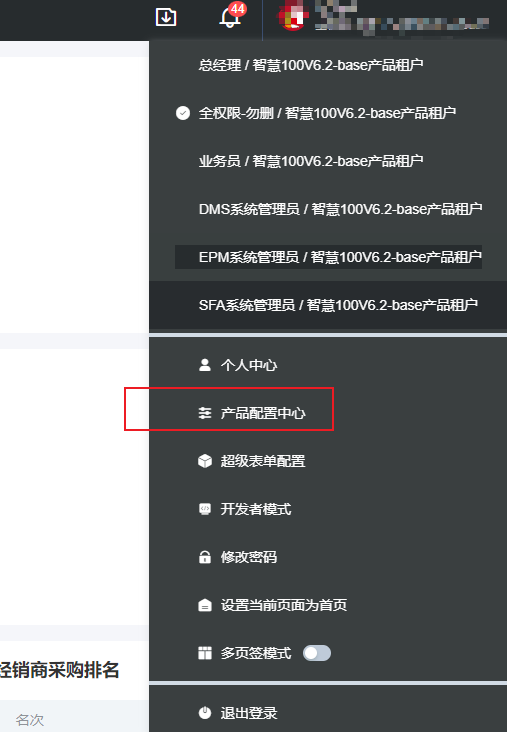 44
总经理 / 智慧100V6.2-base产品租户
全权限-勿删 / 智慧100V6.2-base产品租户
业务员 / 智慧100V6.2-base产品租户
DMS系统管理员 / 智慧100V6.2-base产品租户
EPM系统管理员 / 智慧100V6.2-base产品租户
SFA系统管理员 / 智慧100V6.2-base产品租户
个人中心
产品配置中心
超级表单配置
开发者模式
修改密码
设置当前页面为首页
多页签模式
经销商采购排名
名次
退出登录